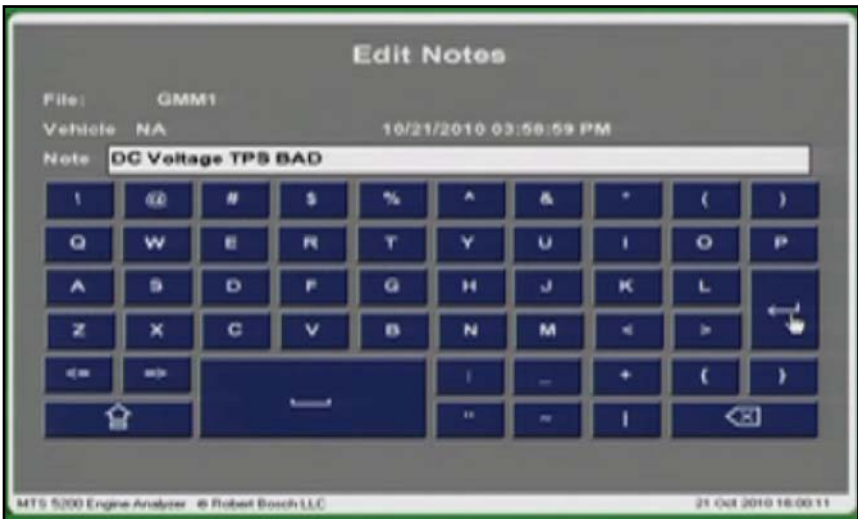 Edit Notes
File: GMM1
Vehicle NA 10/21/2010 03:58:59 PM
Note DC Voltage TPS BAD
! @ # $ % ^ & * ( )
Q W E R T Y U I O P
A S D F G H J K L
Z X C V B N M < >
<= => : _ + { }
" ~ |
MTS 5200 Engine Analyzer © Robert Bosch LLC 21 Oct 2010 16:00:11